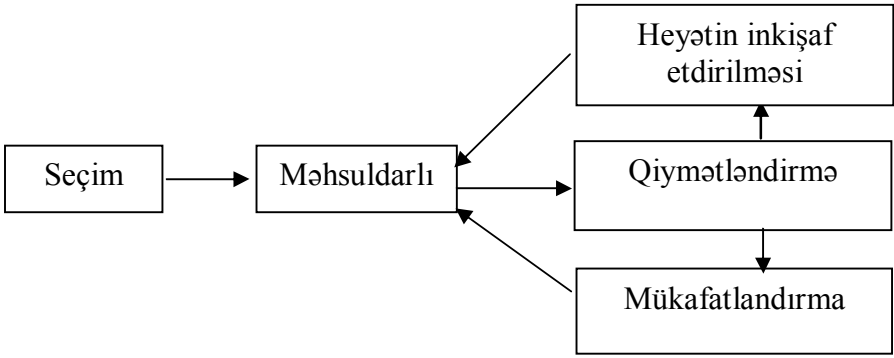 Heyətin inkişaf
etdirilməsi
Seçim
Məhsuldarlı
Qiymətləndirmə
Mükafatlandırma